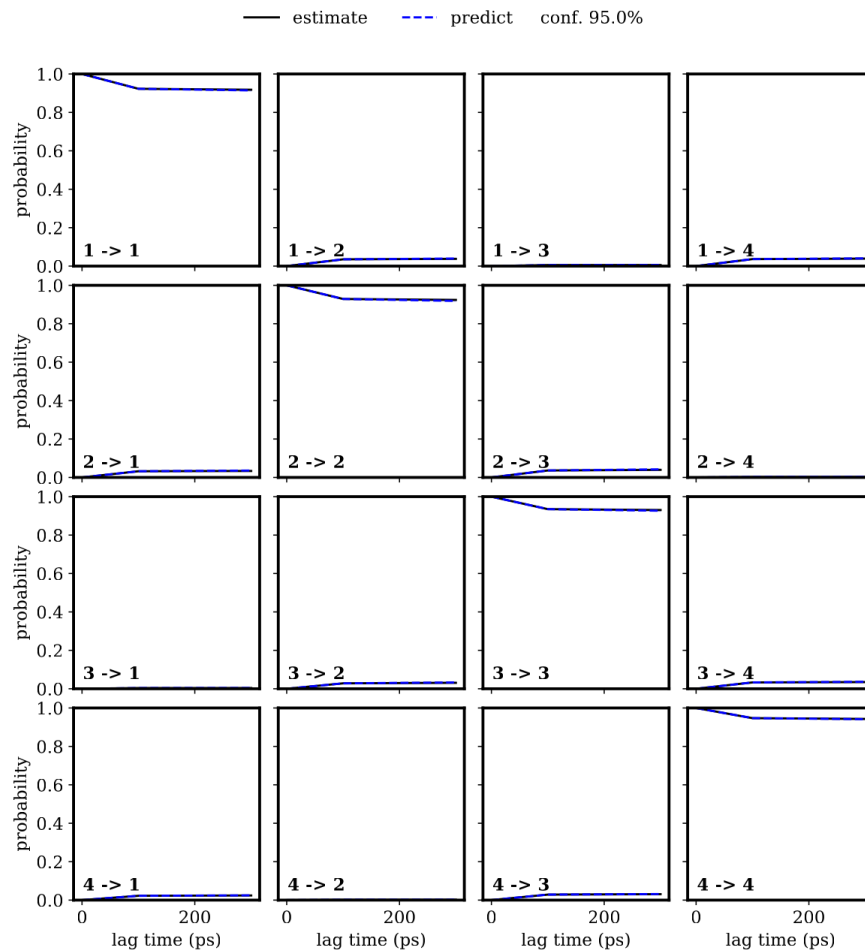 estimate predict conf. 95.0%
1.0
0.8
0.6
0.4
0.2
0.0
probability
1 -> 1
1 -> 2
1 -> 3
1 -> 4
1.0
0.8
0.6
0.4
0.2
0.0
probability
2 -> 1
2 -> 2
2 -> 3
2 -> 4
1.0
0.8
0.6
0.4
0.2
0.0
probability
3 -> 1
3 -> 2
3 -> 3
3 -> 4
1.0
0.8
0.6
0.4
0.2
0.0
probability
4 -> 1
4 -> 2
4 -> 3
4 -> 4
0 200 0 200 0 200 0 200
lag time (ps) lag time (ps) lag time (ps) lag time (ps)